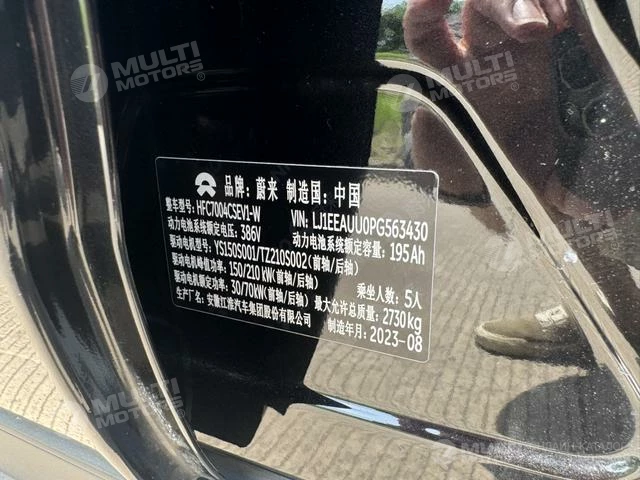 MULTI MOTORS®
MULTI MOTORS
品牌:蔚来 制造国:中国
整车型号:HFC7004CSEV1-W VIN:LJ1EEAUU0PG563430
动力电池系统额定电压:386V 动力电池系统额定容量:195Ah
驱动电机型号:YS150S001/TZ210S002(前轴/后轴)
驱动电机峰值功率:150/210kW(前轴/后轴) 乘坐人数:5人
驱动电机额定功率:30/70kW(前轴/后轴) 最大允许总质量:2730kg
生产厂名:安徽江淮汽车集团股份有限公司 制造年月:2023-08
MULTI MOTORS
MULTI